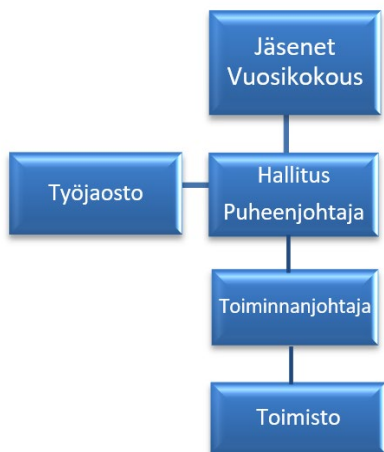 Jäsenet
Vuosikokous
Työjaosto
Hallitus
Puheenjohtaja
Toiminnanjohtaja
Toimisto